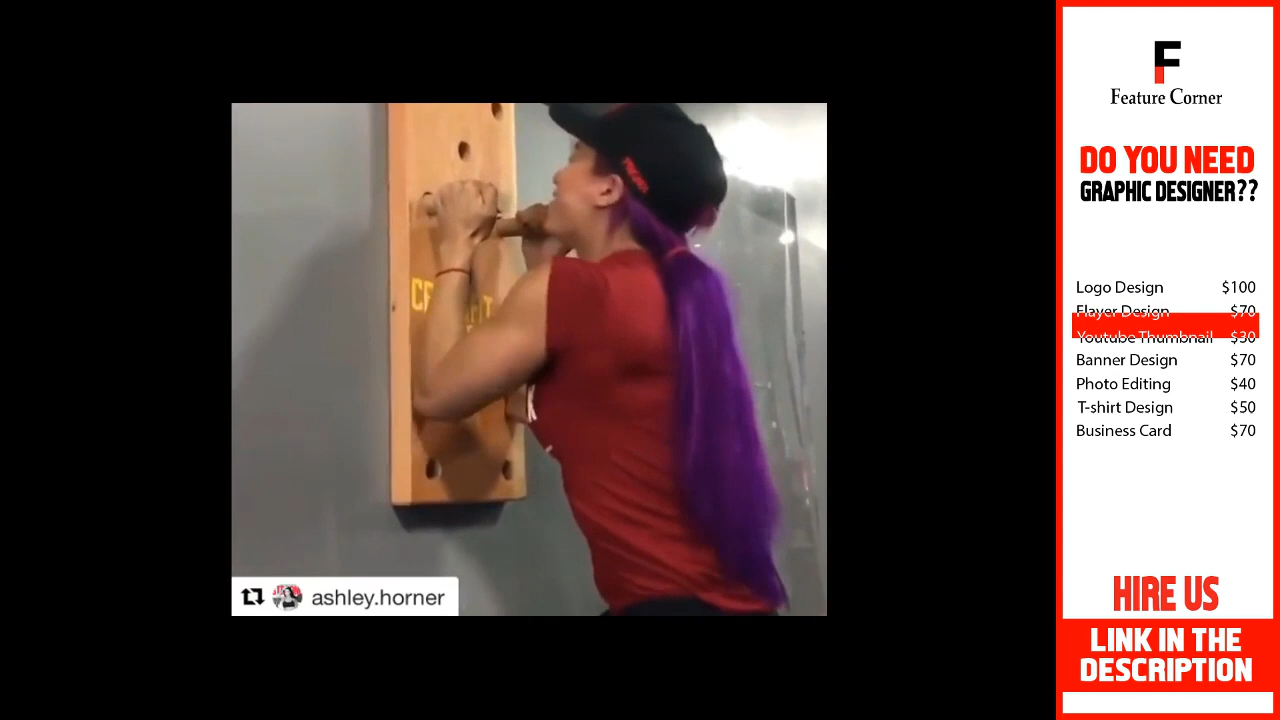 ashley.horner
F
Feature Corner
DO YOU NEED
GRAPHIC DESIGNER??
Logo Design $100
Flayer Design $70
Youtube Thumbnail $30
Banner Design $70
Photo Editing $40
T-shirt Design $50
Business Card $70
HIRE US
LINK IN THE
DESCRIPTION